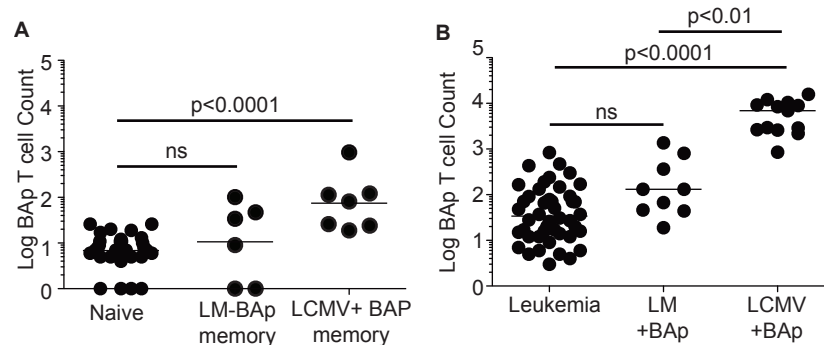 A
Log BAp T cell Count
5
4
3
2
1
0
p<0.0001
ns
Naive
LM-BAp
memory
LCMV+ BAP
memory
B
Log BAp T cell Count
5
4
3
2
1
0
p<0.01
p<0.0001
ns
Leukemia
LM
+BAp
LCMV
+BAp